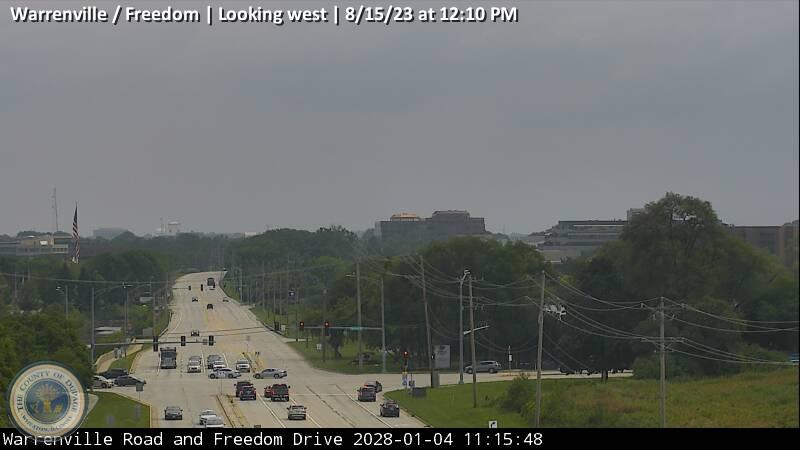 Warrenville / Freedom | Looking west | 8/15/23 at 12:10 PM
THE COUNTY OF DUPAGE
Warrenville Road and Freedom Drive 2028-01-04 11:15:48